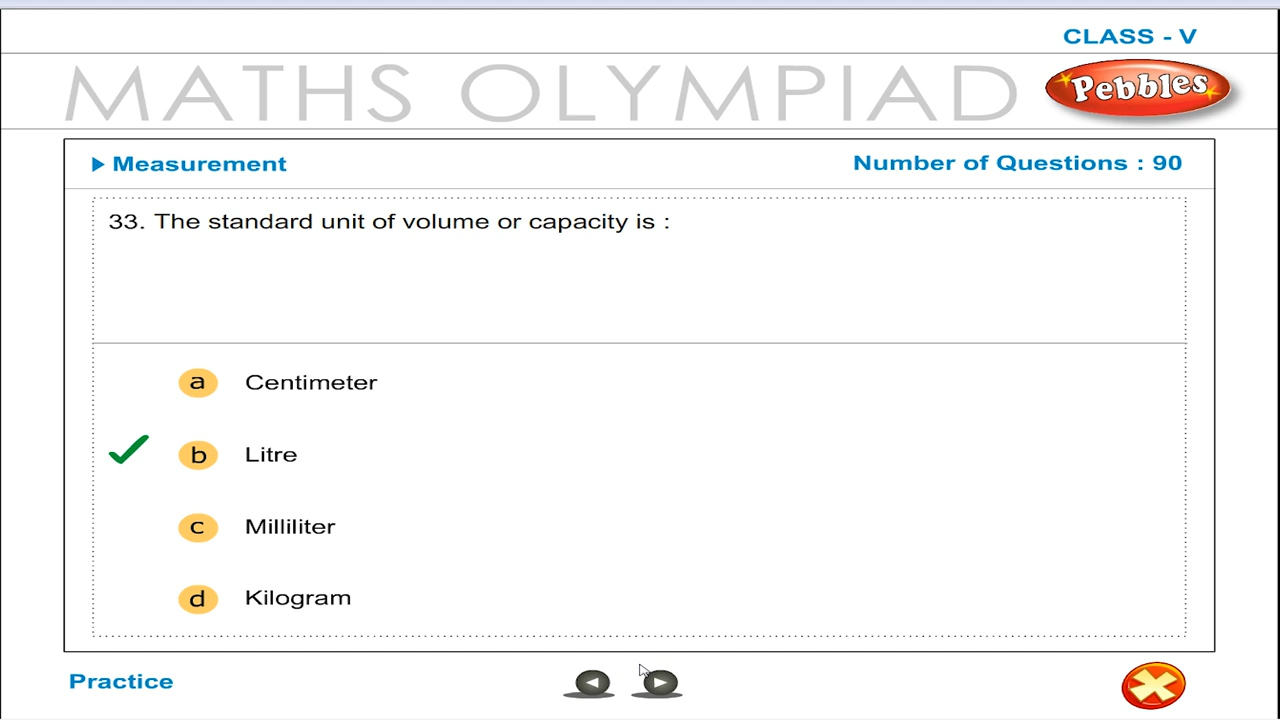 CLASS - V
MATHS OLYMPIAD
Pebbles
Measurement
Number of Questions : 90
33. The standard unit of volume or capacity is :
a Centimeter
b Litre
c Milliliter
d Kilogram
Practice